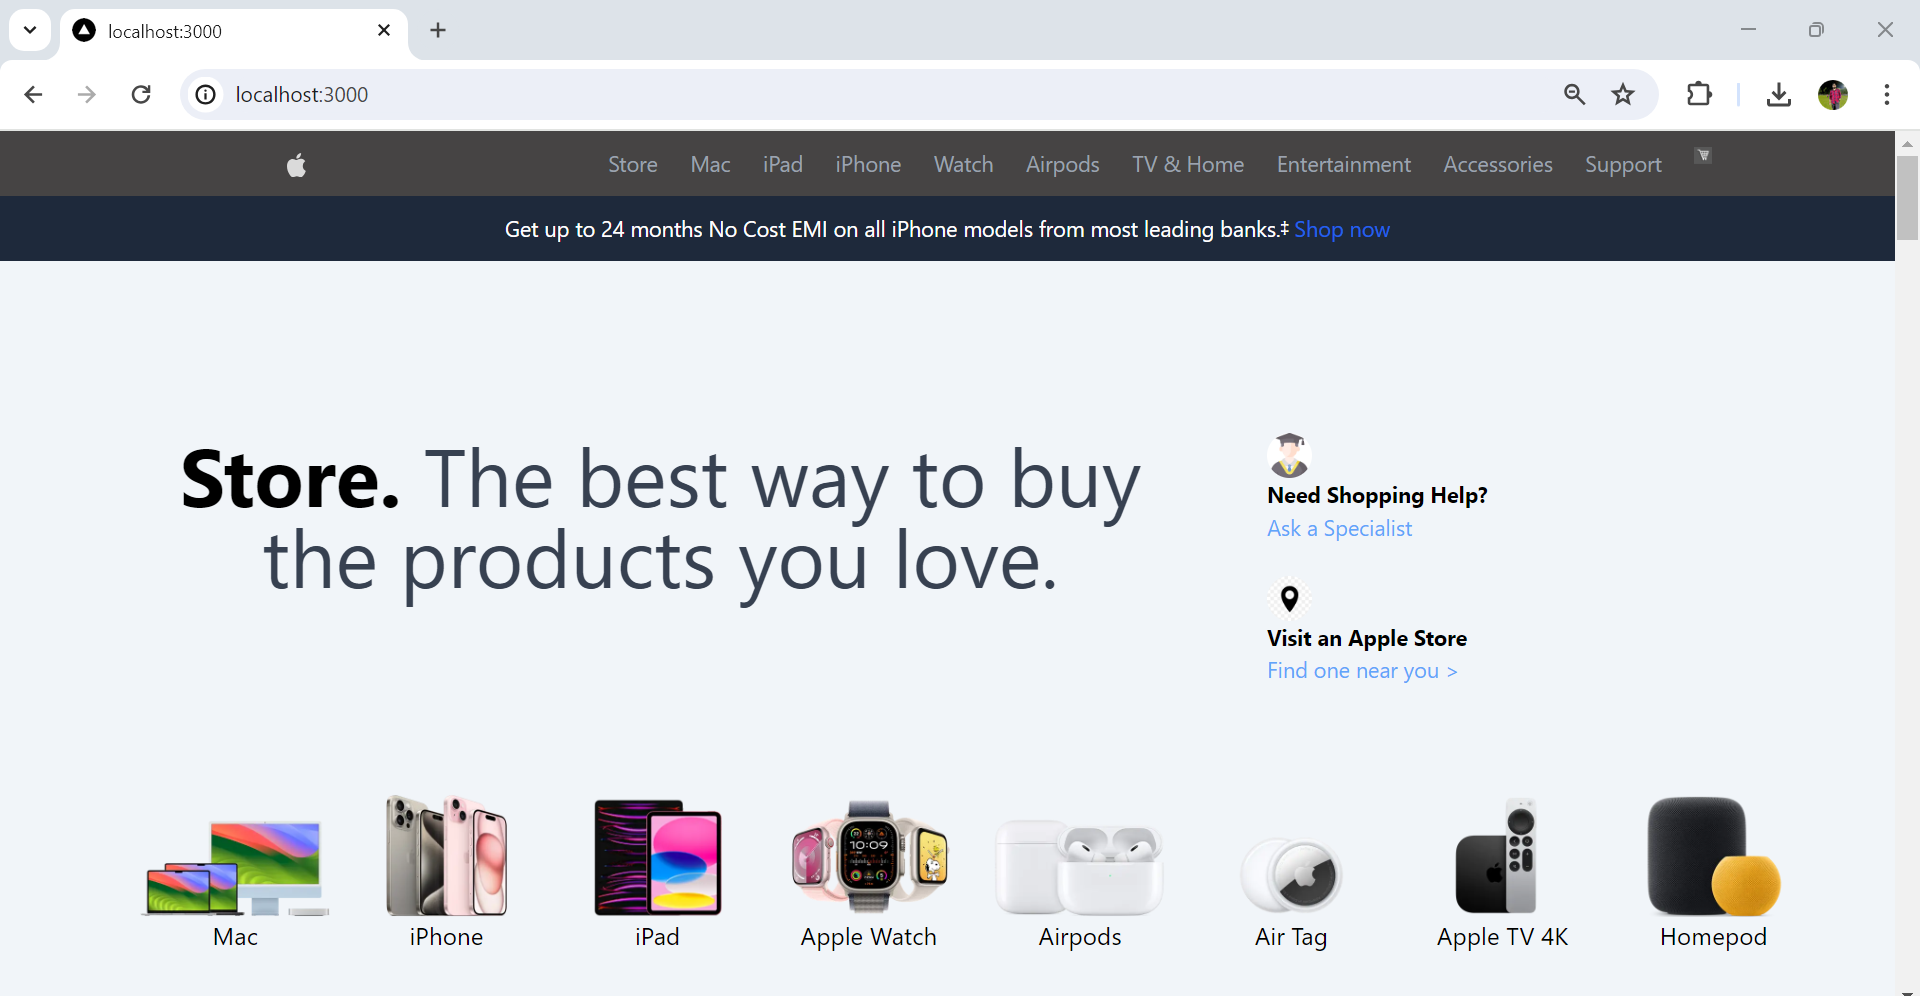 localhost:3000
localhost:3000
Store Mac iPad iPhone Watch Airpods TV & Home Entertainment Accessories Support
Get up to 24 months No Cost EMI on all iPhone models from most leading banks.‡ Shop now
Store. The best way to buy
the products you love.
Need Shopping Help?
Ask a Specialist
Visit an Apple Store
Find one near you >
10:09
Mac iPhone iPad Apple Watch Airpods Air Tag Apple TV 4K Homepod